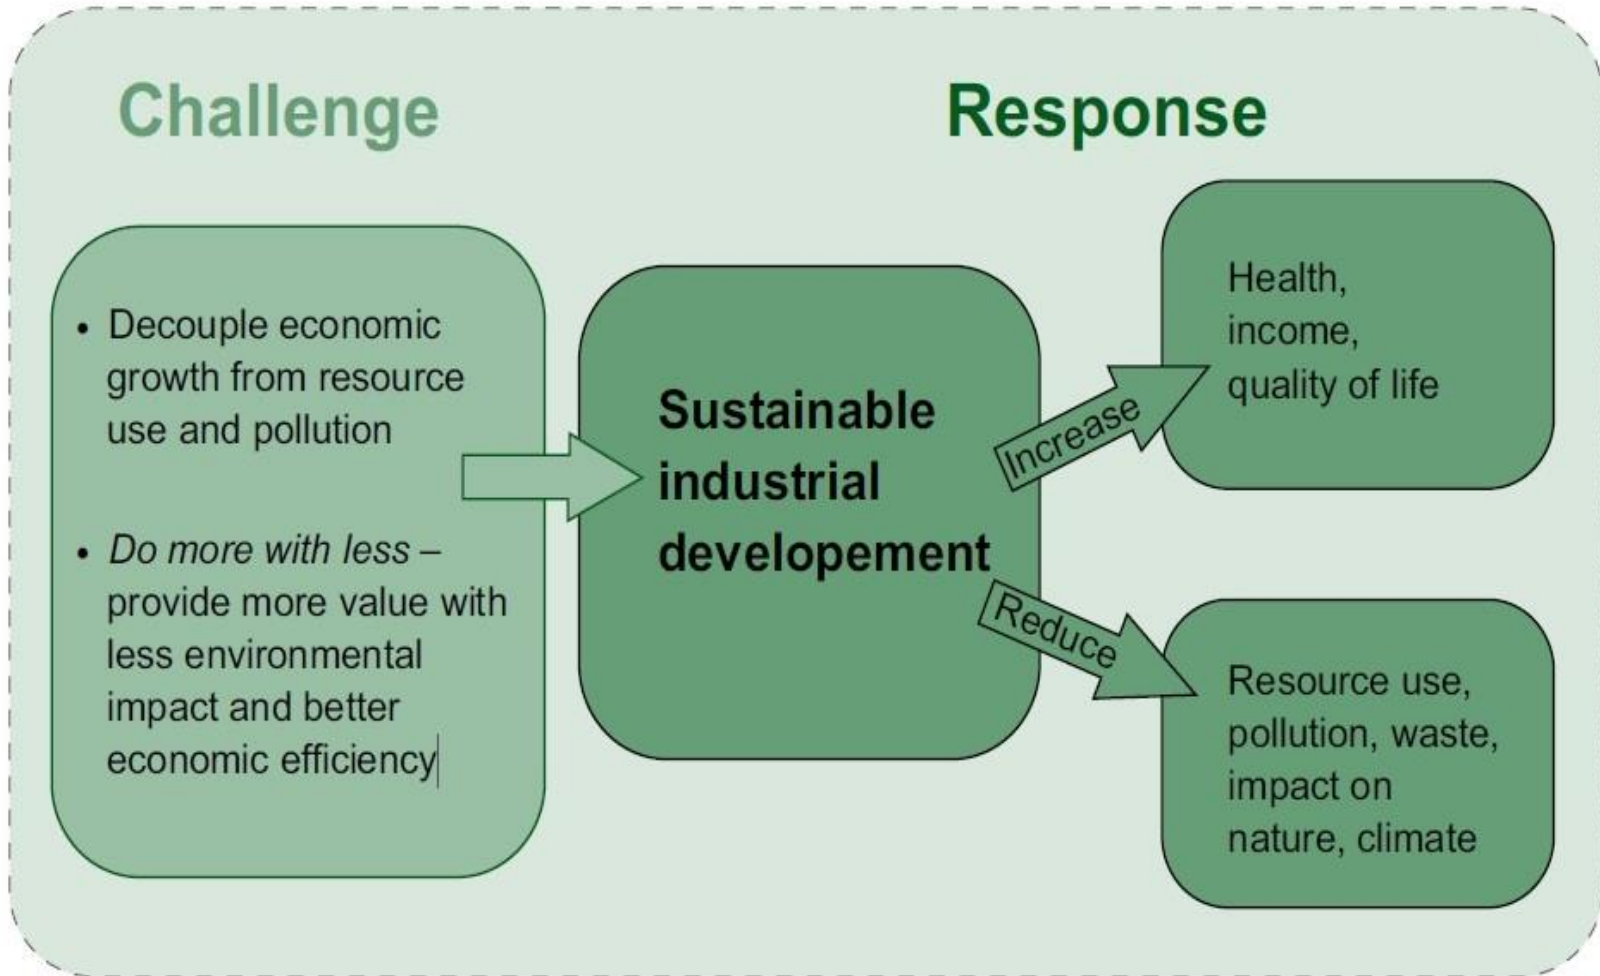 Challenge
Response
• Decouple economic
growth from resource
use and pollution
• Do more with less –
provide more value with
less environmental
impact and better
economic efficiency
Sustainable
industrial
developement
Increase
Health,
income,
quality of life
Reduce
Resource use,
pollution, waste,
impact on
nature, climate